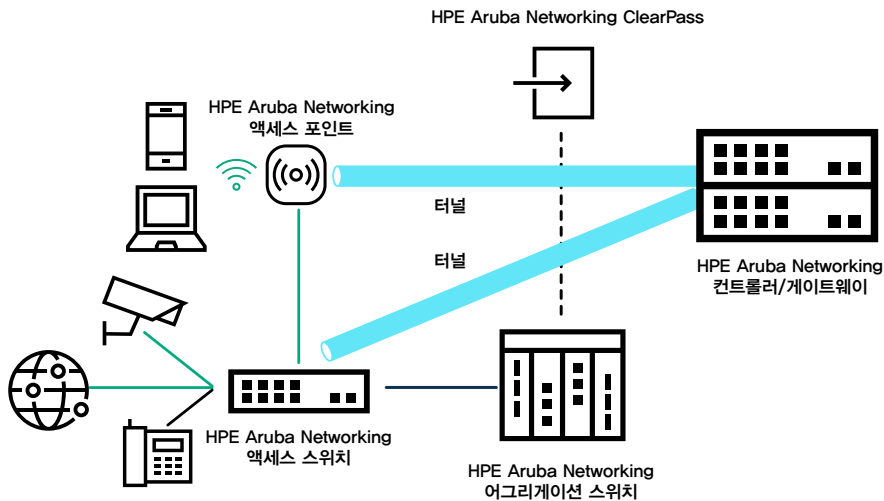 HPE Aruba Networking ClearPass
HPE Aruba Networking
액세스 포인트
터널
터널
HPE Aruba Networking
컨트롤러/게이트웨이
HPE Aruba Networking
액세스 스위치
HPE Aruba Networking
어그리게이션 스위치